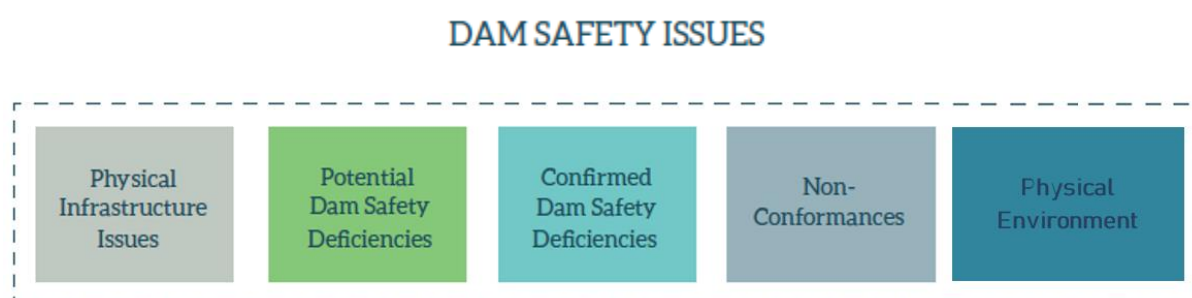 DAM SAFETY ISSUES
Physical
Infrastructure
Issues
Potential
Dam Safety
Deficiencies
Confirmed
Dam Safety
Deficiencies
Non-
Conformances
Physical
Environment